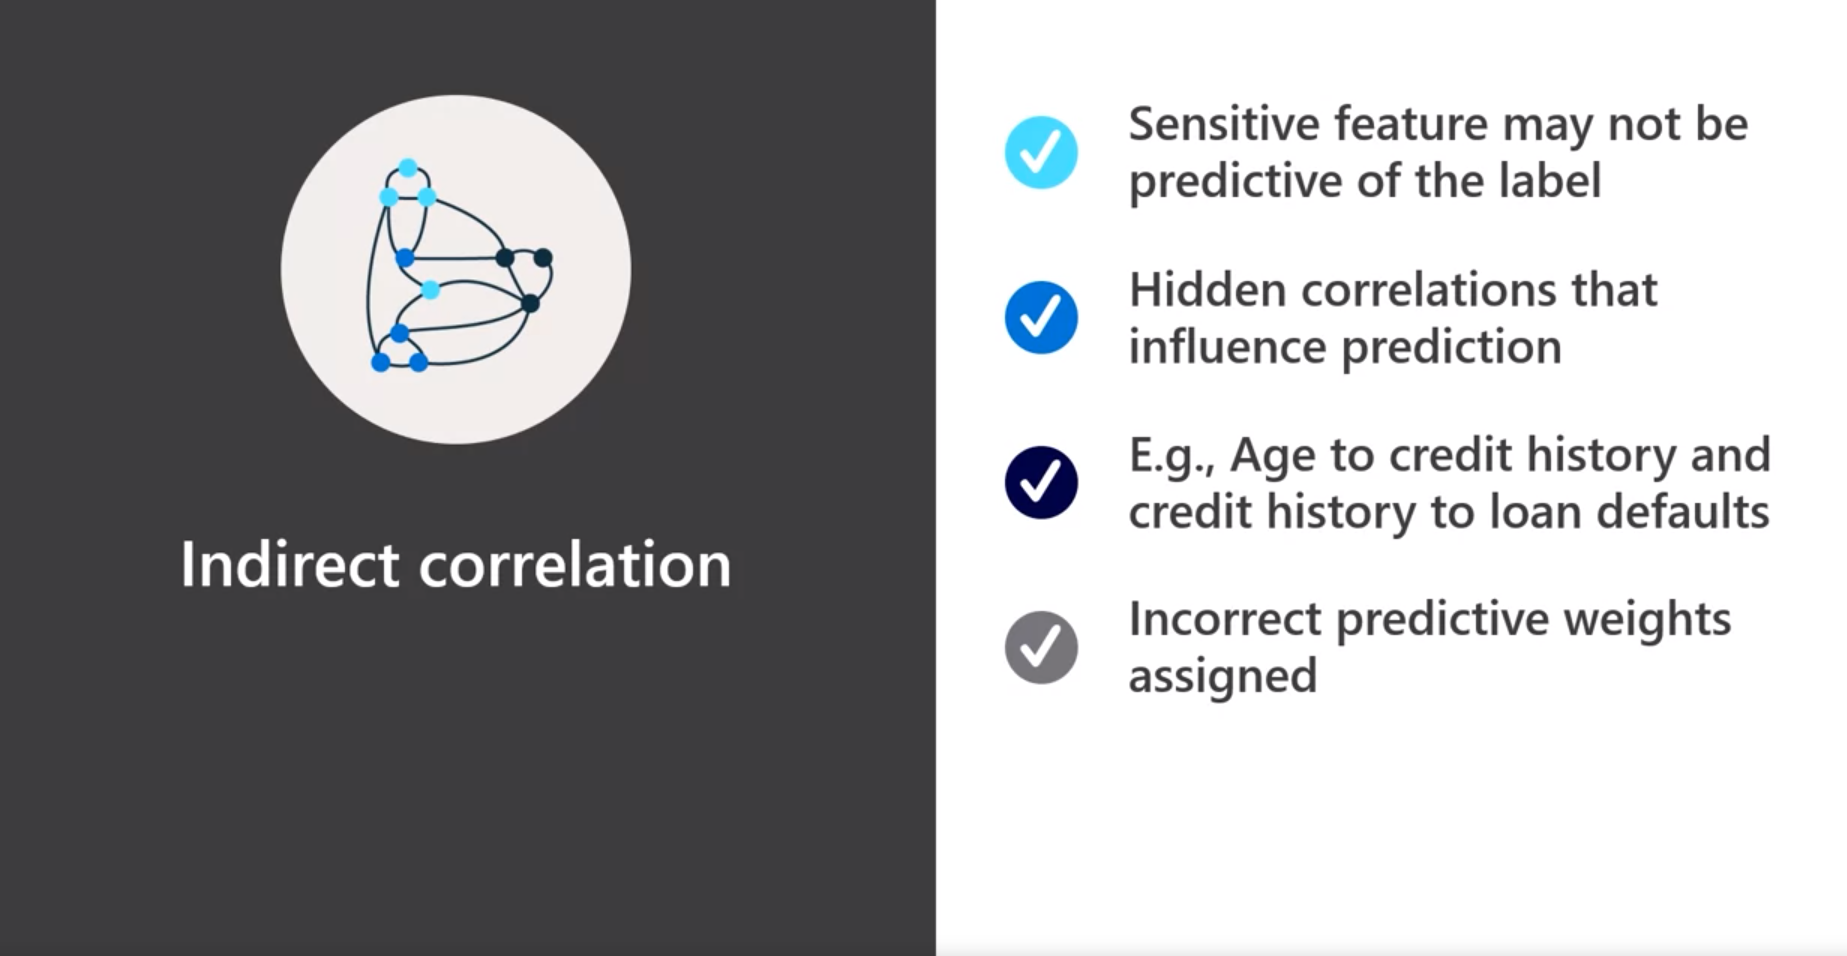 Indirect correlation
Sensitive feature may not be
predictive of the label
Hidden correlations that
influence prediction
E.g., Age to credit history and
credit history to loan defaults
Incorrect predictive weights
assigned